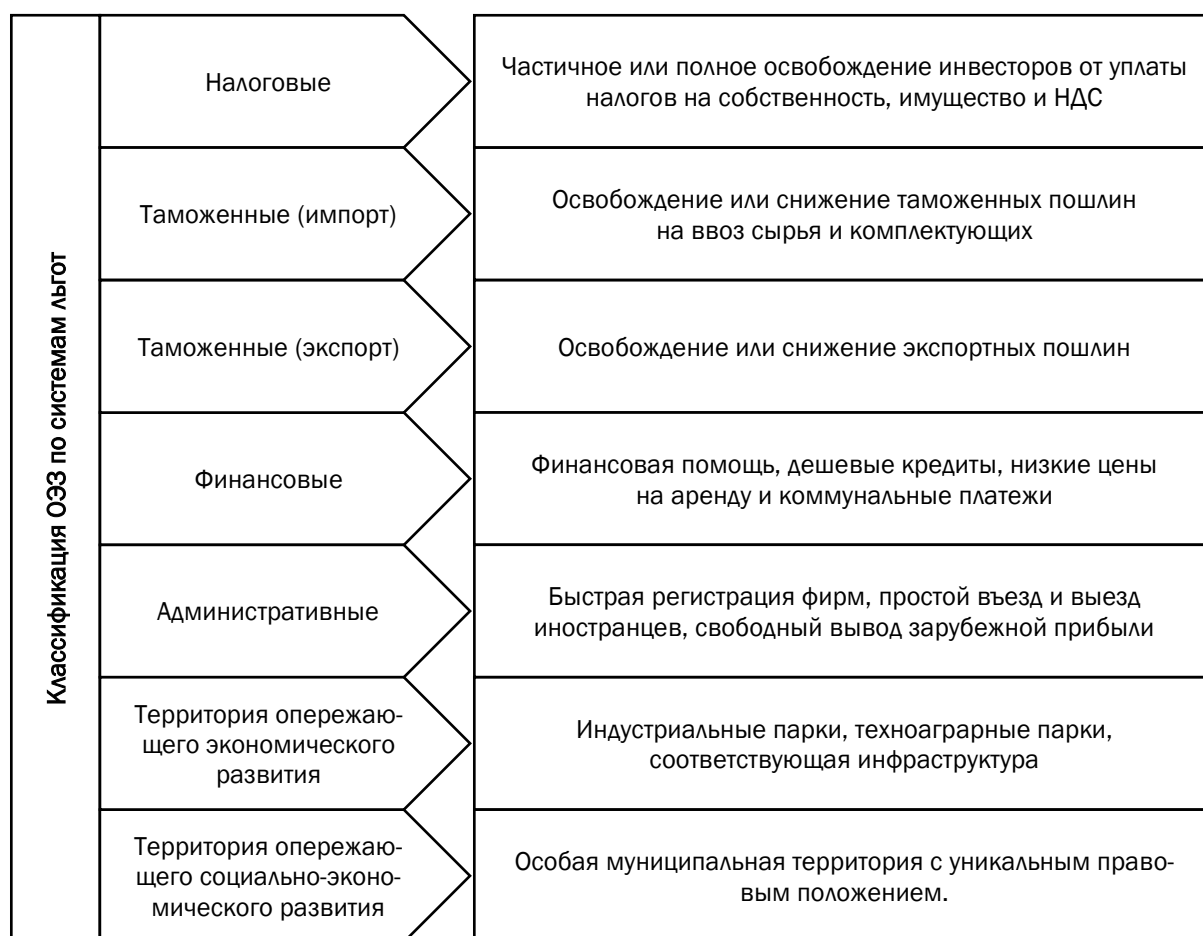 Классификация ОЭЗ по системам льгот
Налоговые
Частичное или полное освобождение инвесторов от уплаты
налогов на собственность, имущество и НДС
Таможенные (импорт)
Освобождение или снижение таможенных пошлин
на ввоз сырья и комплектующих
Таможенные (экспорт)
Освобождение или снижение экспортных пошлин
Финансовые
Финансовая помощь, дешевые кредиты, низкие цены
на аренду и коммунальные платежи
Административные
Быстрая регистрация фирм, простой въезд и выезд
иностранцев, свободный вывод зарубежной прибыли
Территория опережаю-
щего экономического
развития
Индустриальные парки, техноаграрные парки,
соответствующая инфраструктура
Территория опережаю-
щего социально-эконо-
мического развития
Особая муниципальная территория с уникальным право-
вым положением.